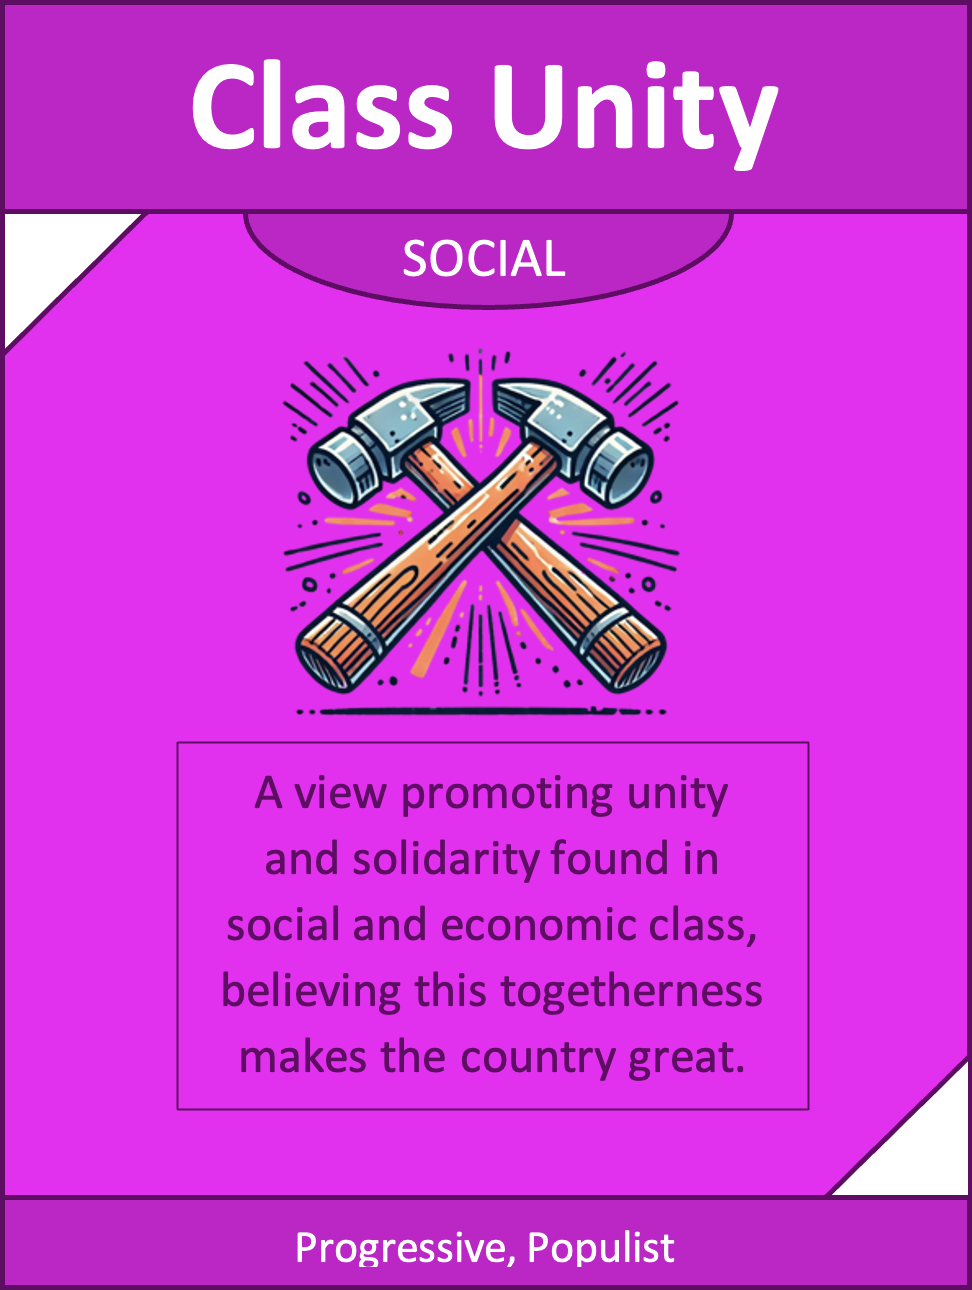 Class Unity
SOCIAL
A view promoting unity
and solidarity found in
social and economic class,
believing this togetherness
makes the country great.
Progressive, Populist